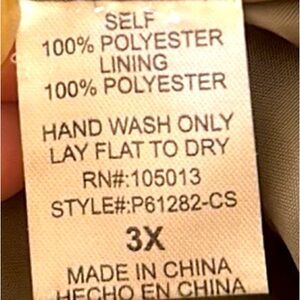 SELF
100% POLYESTER
LINING
100% POLYESTER
HAND WASH ONLY
LAY FLAT TO DRY
RN#:105013
STYLE#:P61282-CS
3X
MADE IN CHINA
HECHO EN CHINA